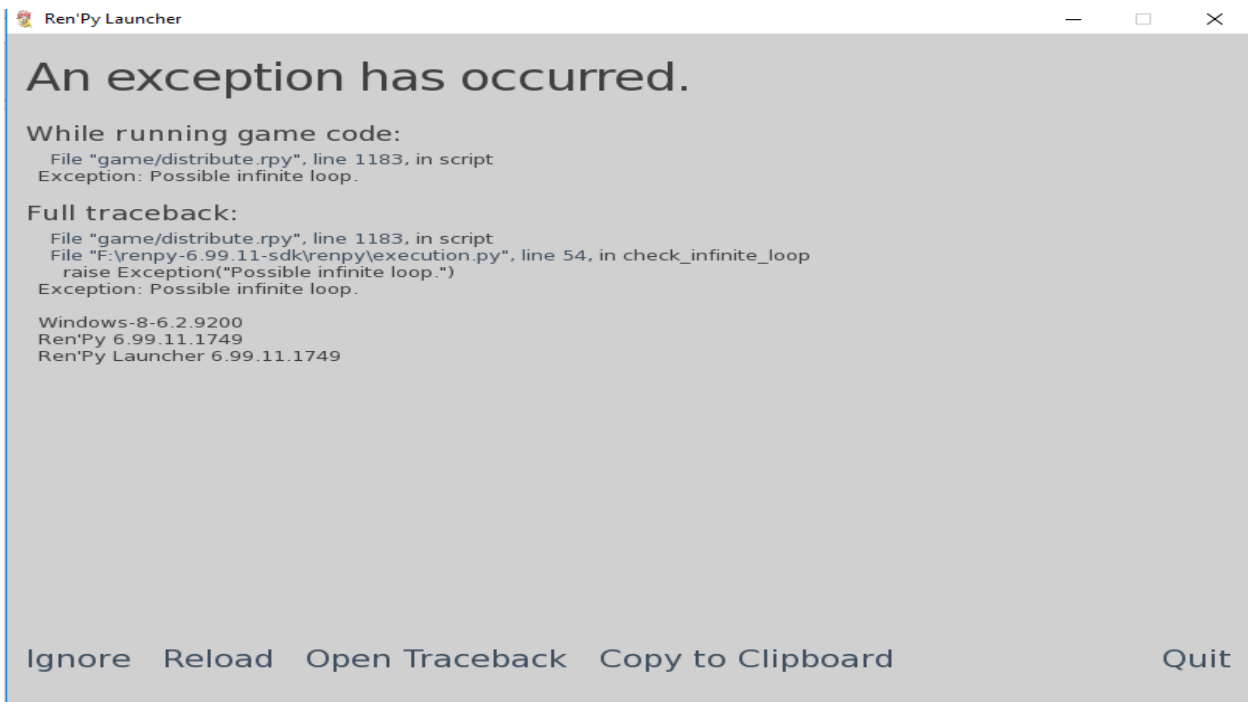 Ren'Py Launcher
An exception has occurred.
While running game code:
File "game/distribute.rpy", line 1183, in script
Exception: Possible infinite loop.
Full traceback:
File "game/distribute.rpy", line 1183, in script
File "F:\renpy-6.99.11-sdk\renpy\execution.py", line 54, in check_infinite_loop
raise Exception("Possible infinite loop.")
Exception: Possible infinite loop.
Windows-8-6.2.9200
Ren'Py 6.99.11.1749
Ren'Py Launcher 6.99.11.1749
Ignore Reload Open Traceback Copy to Clipboard Quit